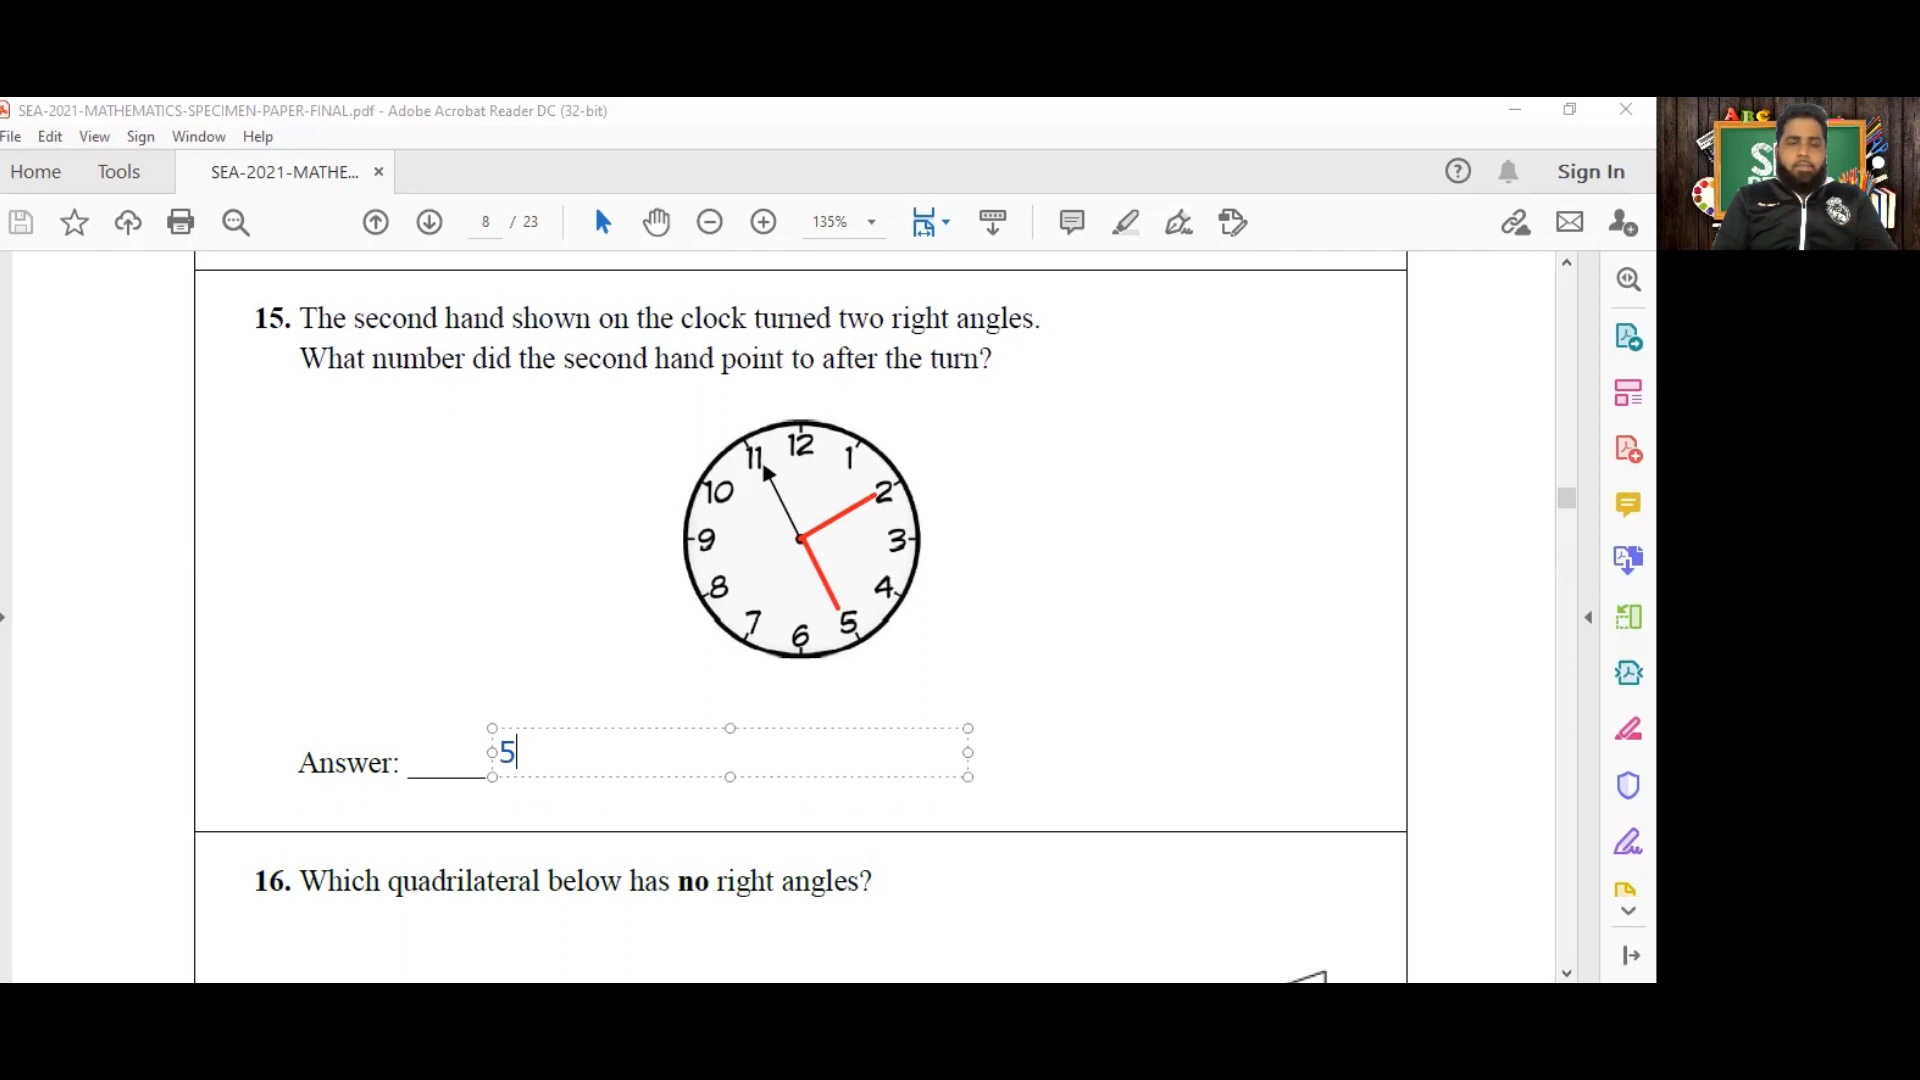 SEA-2021-MATHEMATICS-SPECIMEN-PAPER-FINAL.pdf - Adobe Acrobat Reader DC (32-bit)
File Edit View Sign Window Help
Home Tools SEA-2021-MATHE... × Sign In
8 / 23 135%
ABC
15. The second hand shown on the clock turned two right angles.
What number did the second hand point to after the turn?
12
11 1
10 2
9 3
8 4
7 5
6
Answer: ______ 5
16. Which quadrilateral below has no right angles?